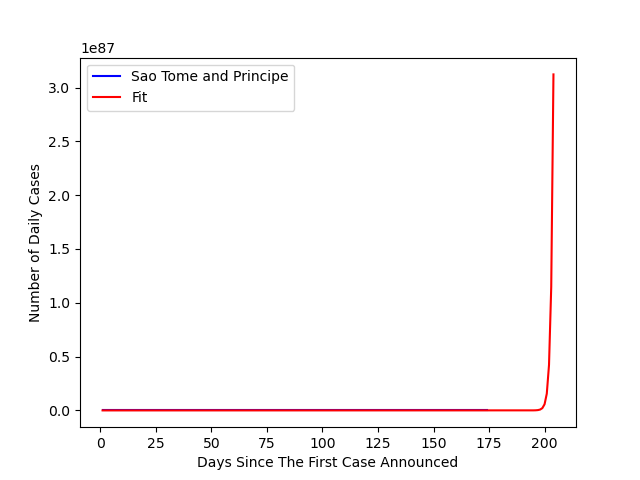 1e87
Sao Tome and Principe
Fit
3.0
2.5
2.0
1.5
1.0
0.5
0.0
Number of Daily Cases
0 25 50 75 100 125 150 175 200
Days Since The First Case Announced